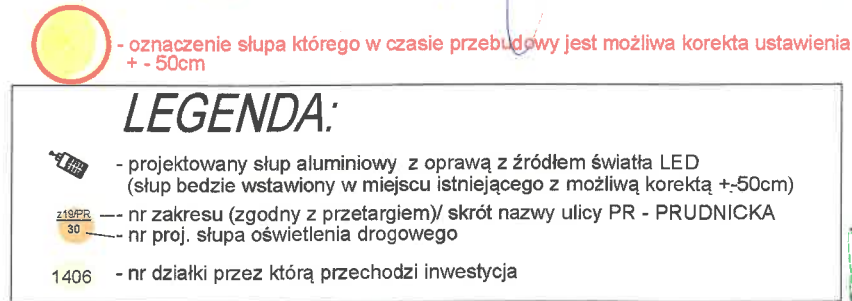 - oznaczenie słupa którego w czasie przebudowy jest możliwa korekta ustawienia
+ - 50cm
LEGENDA:
- projektowany słup aluminiowy z oprawą z źródłem światła LED
(słup bedzie wstawiony w miejscu istniejącego z możliwą korektą +-50cm)
z19/PR - nr zakresu (zgodny z przetargiem)/ skrót nazwy ulicy PR - PRUDNICKA
30 - nr proj. słupa oświetlenia drogowego
1406 - nr działki przez którą przechodzi inwestycja